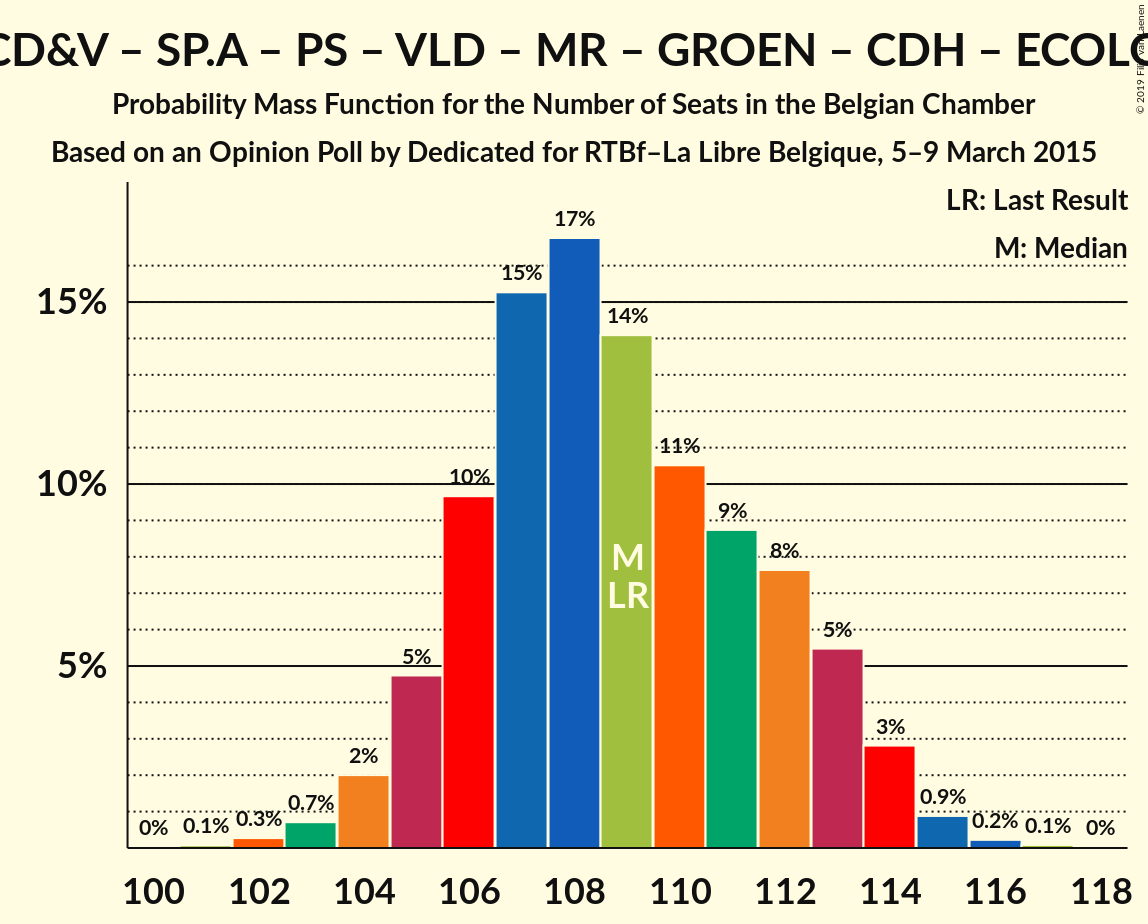 CD&V – SP.A – PS – VLD – MR – GROEN – CDH – ECOLO
Probability Mass Function for the Number of Seats in the Belgian Chamber
Based on an Opinion Poll by Dedicated for RTBf–La Libre Belgique, 5–9 March 2015
© 2019 Filip van Laenen
LR: Last Result
M: Median
15%
10%
5%
0%
0.1%
0.3%
0.7%
2%
5%
10%
15%
17%
14%
11%
9%
8%
5%
3%
0.9%
0.2%
0.1%
0%
M
LR
100 102 104 106 108 110 112 114 116 118